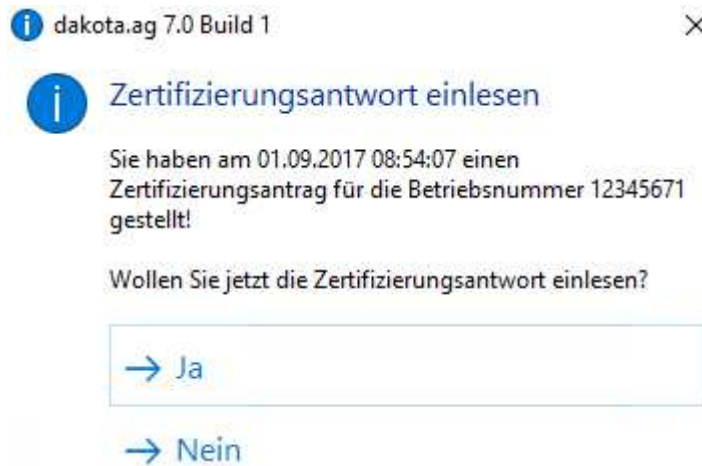 dakota.ag 7.0 Build 1
Zertifizierungsantwort einlesen
Sie haben am 01.09.2017 08:54:07 einen
Zertifizierungsantrag für die Betriebsnummer 12345671
gestellt!
Wollen Sie jetzt die Zertifizierungsantwort einlesen?
Ja
Nein